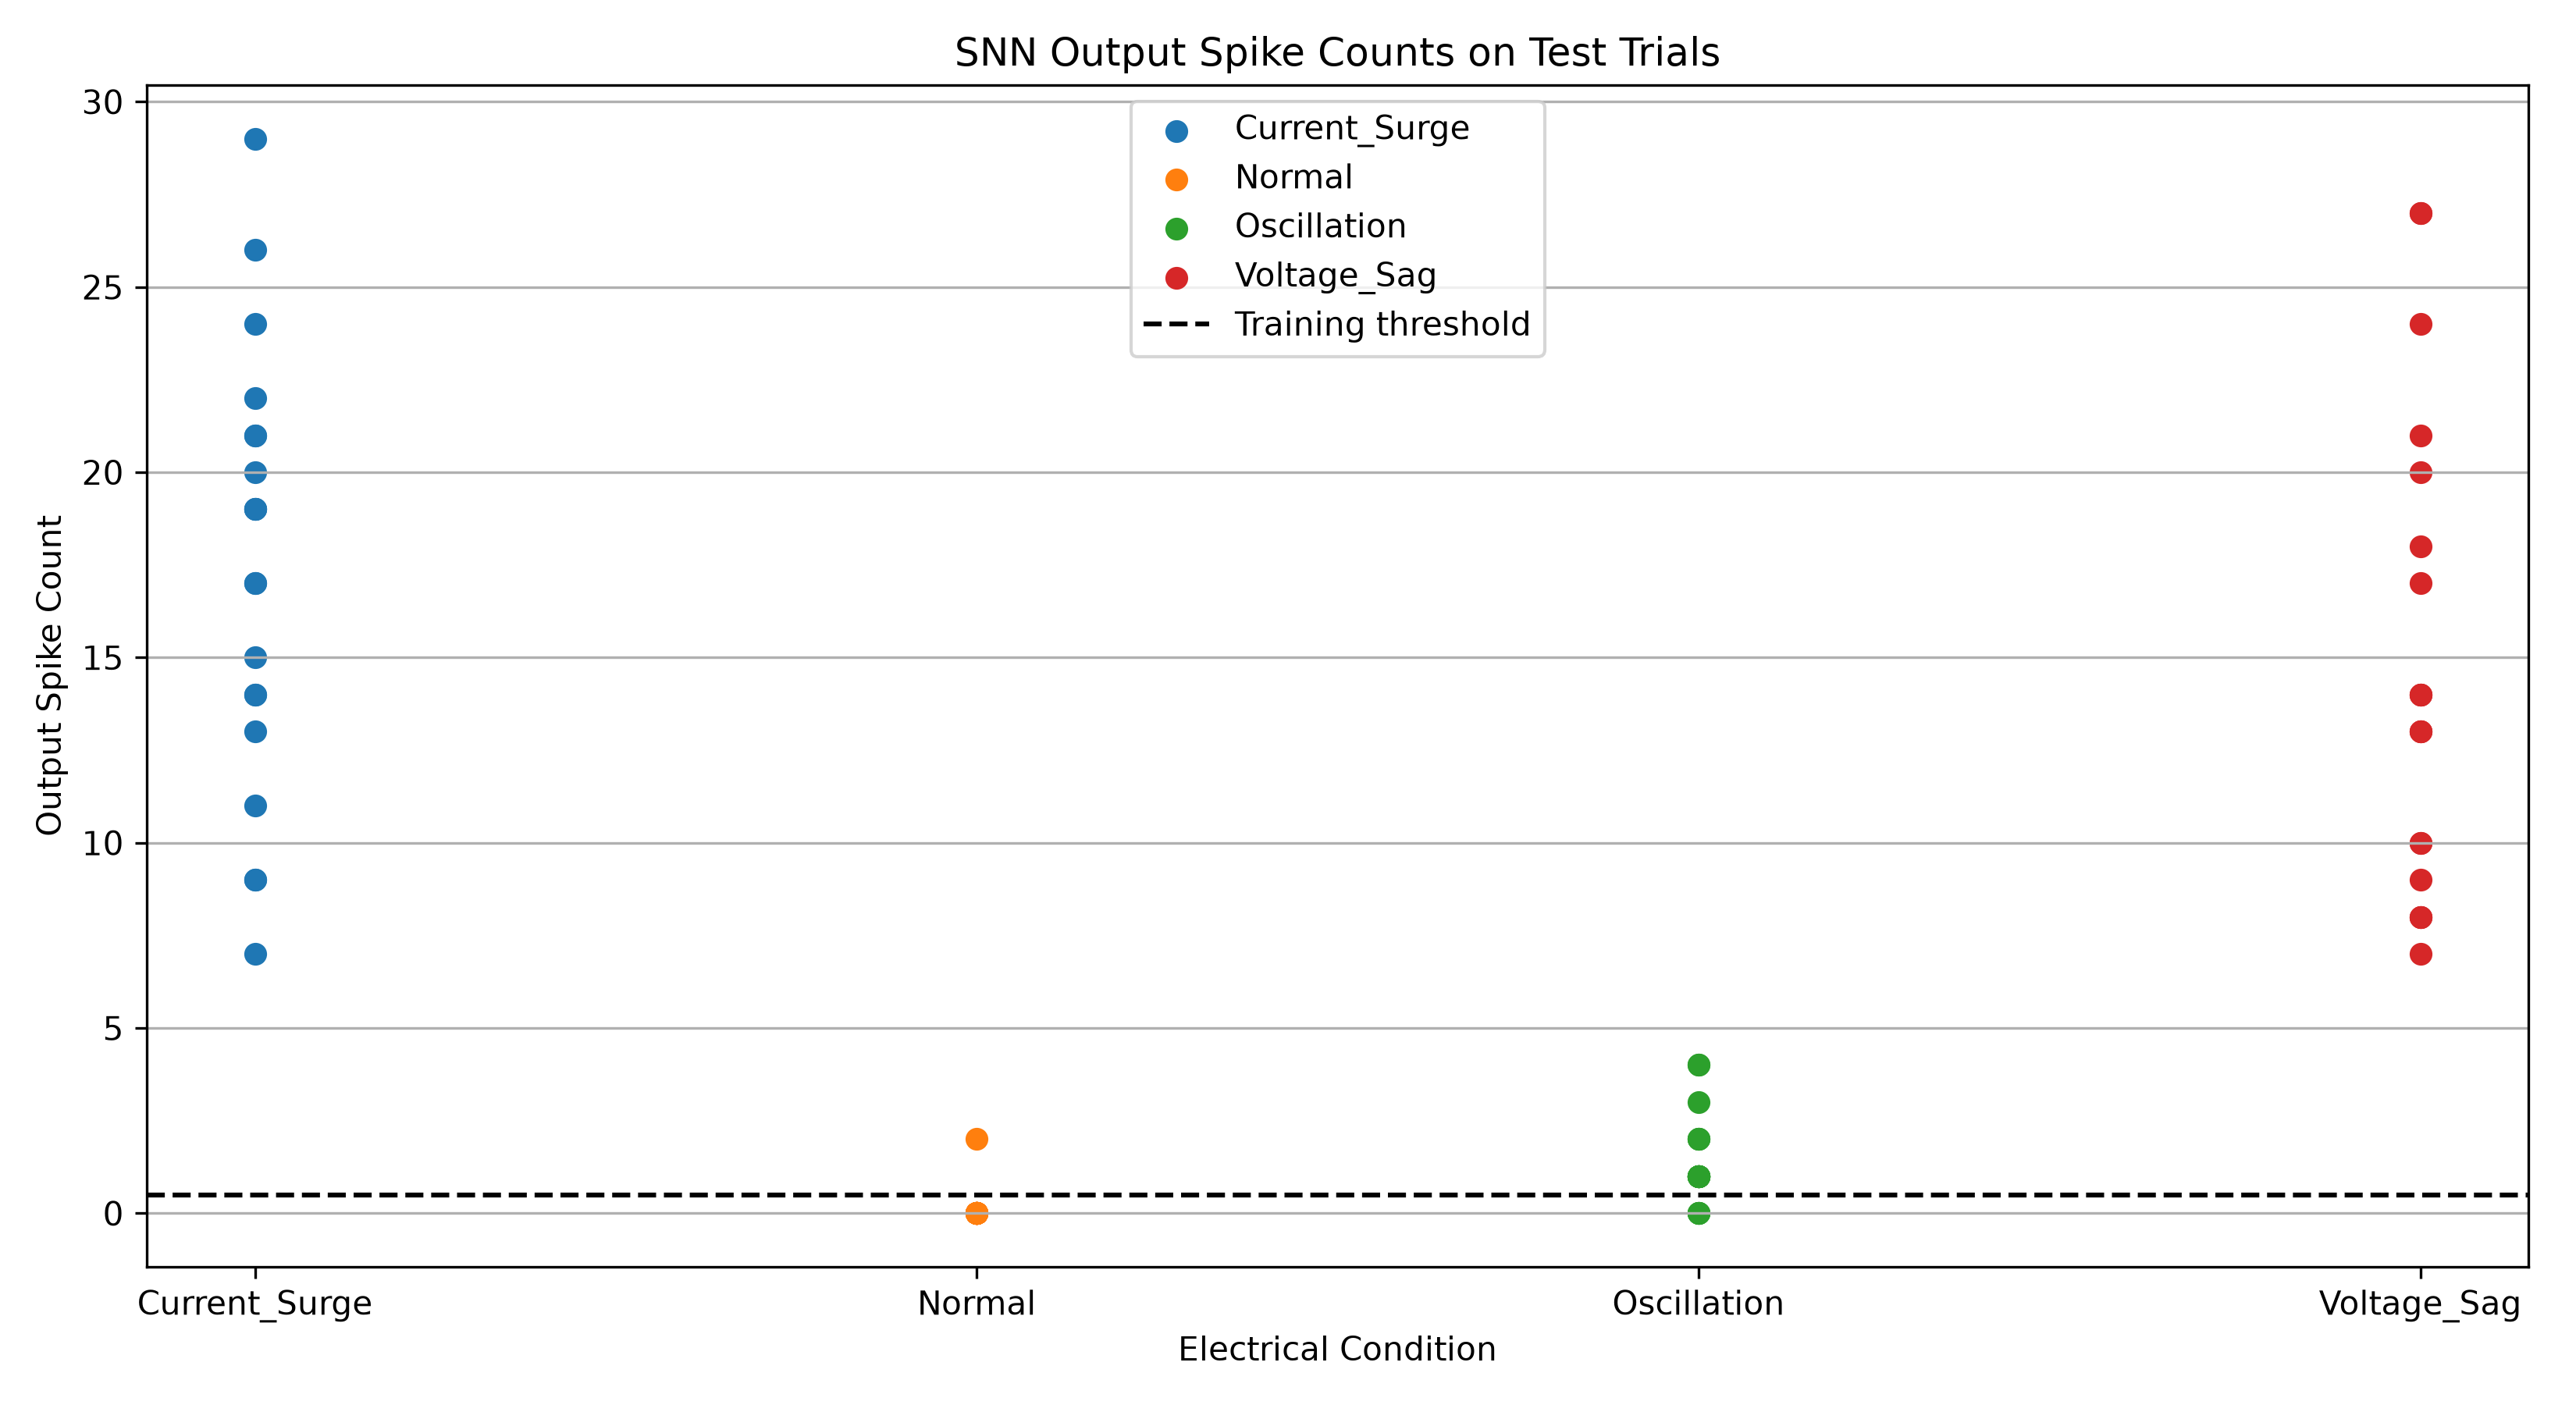 SNN Output Spike Counts on Test Trials
30
25
20
15
10
5
0
Output Spike Count
Current_Surge
Normal
Oscillation
Voltage_Sag
Training threshold
Current_Surge
Normal
Oscillation
Voltage_Sag
Electrical Condition